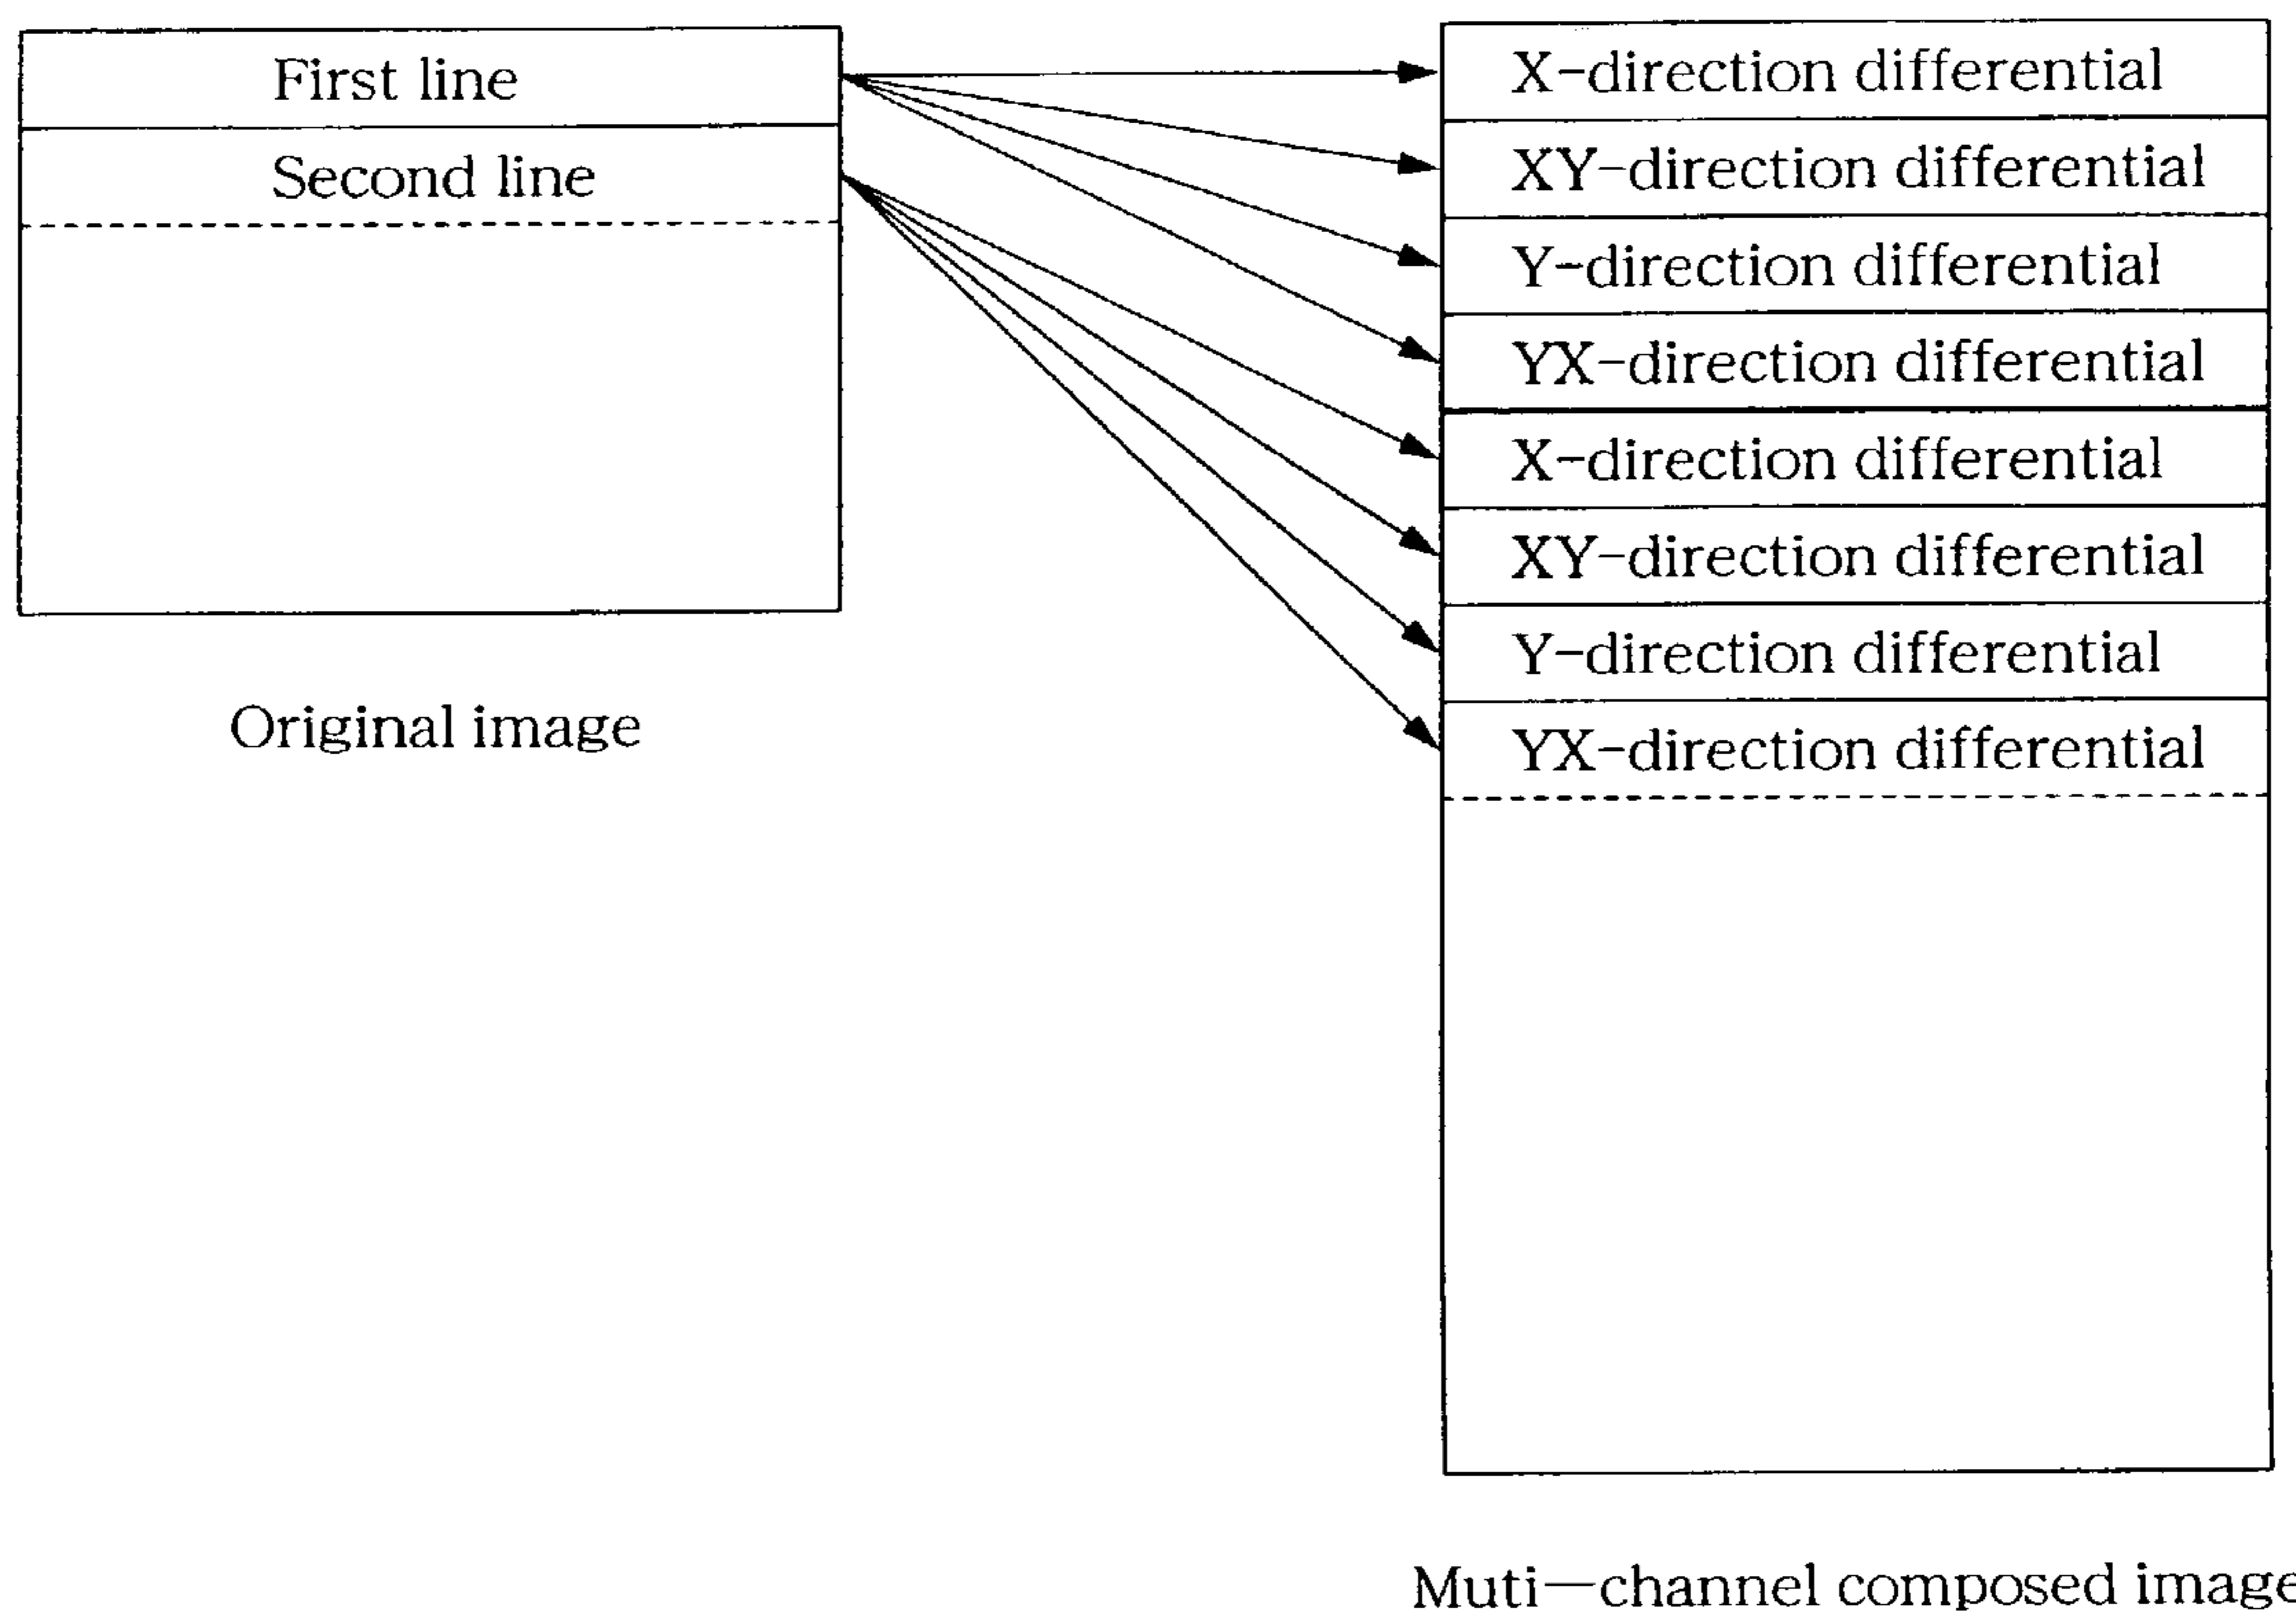 First line
Second line
Original image
X-direction differential
XY-direction differential
Y-direction differential
YX-direction differential
X-direction differential
XY-direction differential
Y-direction differential
YX-direction differential
Muti—channel composed image